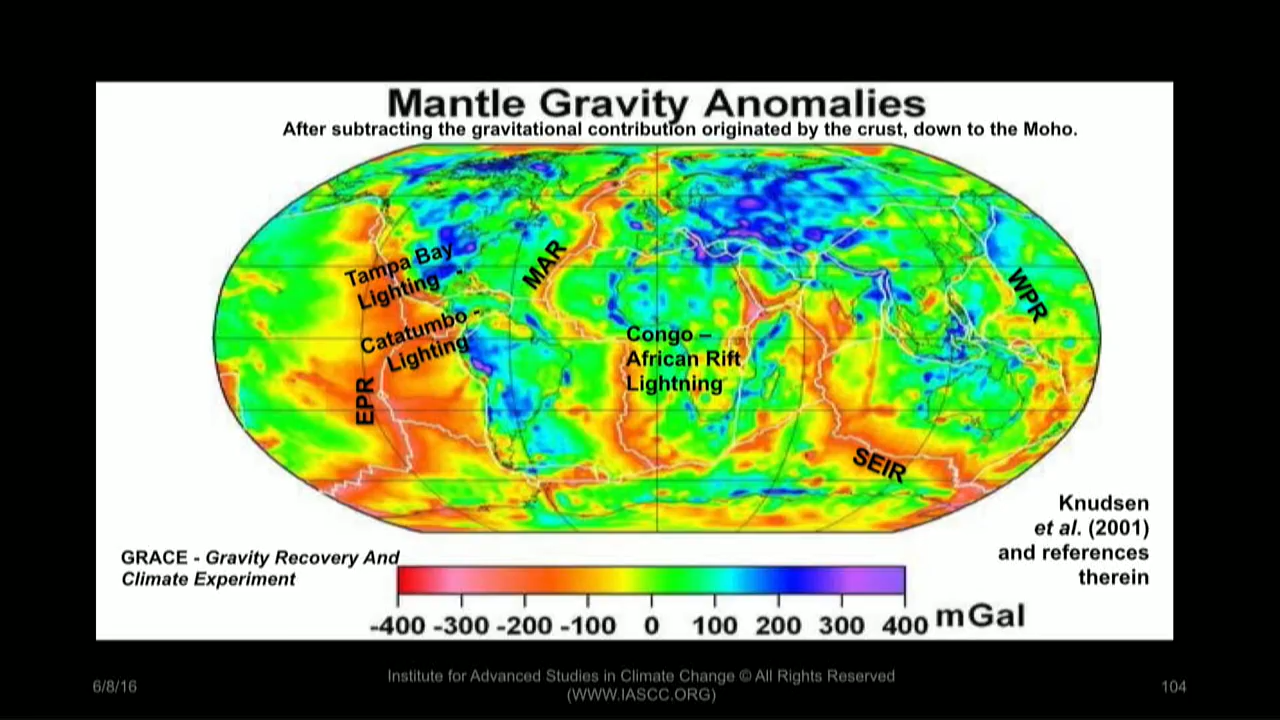 Mantle Gravity Anomalies
After subtracting the gravitational contribution originated by the crust, down to the Moho.
Tampa Bay
Lighting -
MAR
WPR
Catatumbo -
Lighting
Congo –
African Rift
Lightning
EPR
SEIR
Knudsen
et al. (2001)
and references
therein
GRACE - Gravity Recovery And
Climate Experiment
-400 -300 -200 -100 0 100 200 300 400 mGal
6/8/16
Institute for Advanced Studies in Climate Change © All Rights Reserved
(WWW.IASCC.ORG)
104